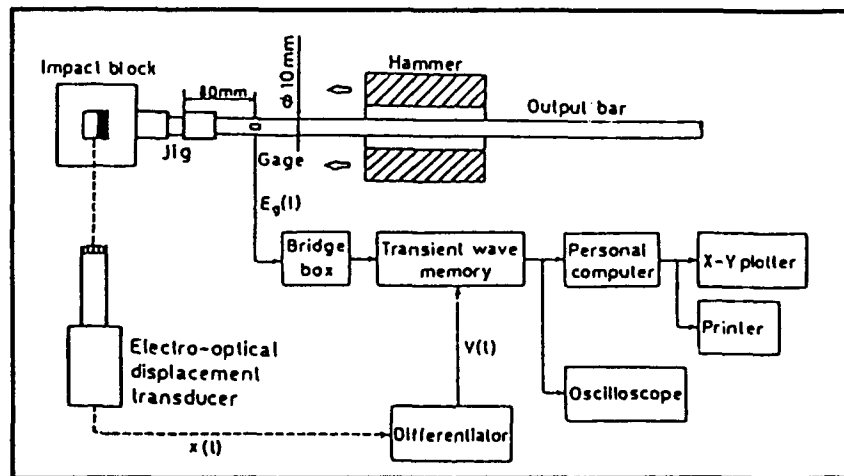 Impact block
80mm
ϕ10mm
Hammer
Output bar
Jig
Gage
Eg(t)
Bridge
box
Transient wave
memory
Personal
computer
X-Y plotter
Printer
Electro-optical
displacement
transducer
V(t)
Oscilloscope
x(t)
Differentiator